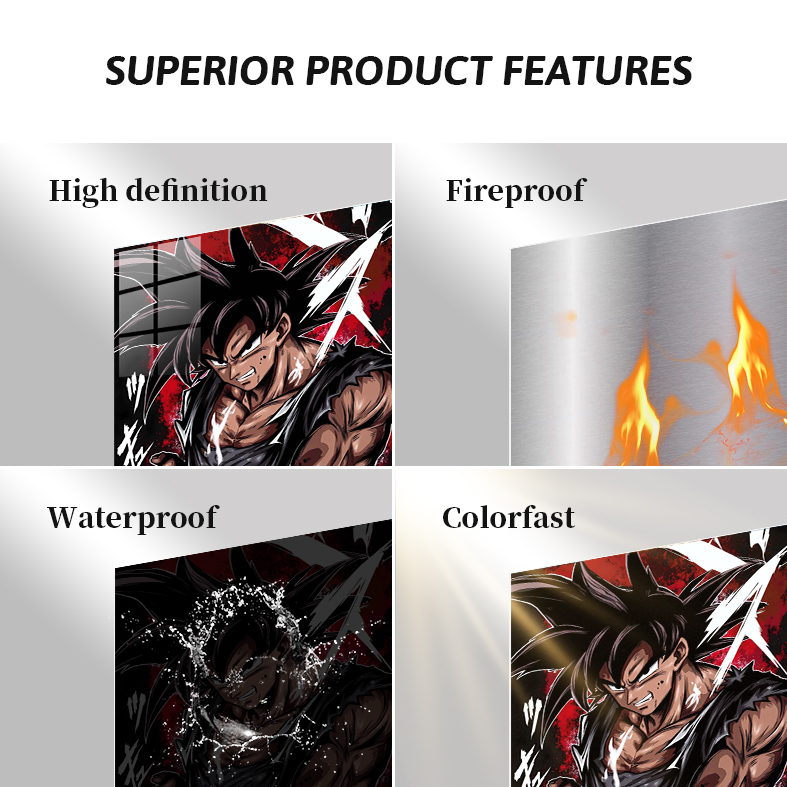 SUPERIOR PRODUCT FEATURES
High definition
Fireproof
Waterproof
Colorfast